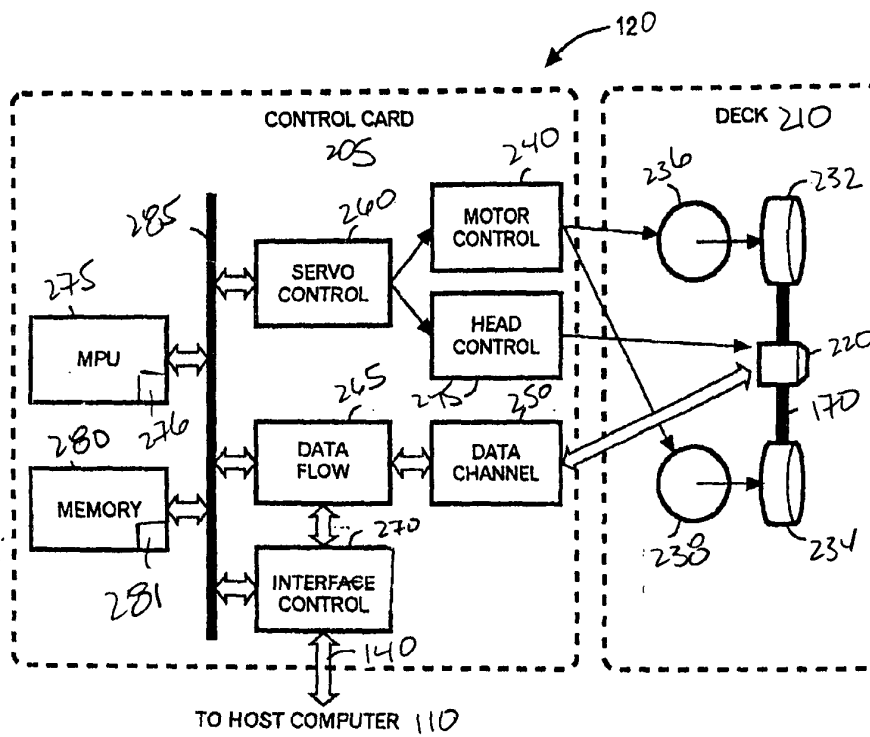 120
CONTROL CARD
205
DECK 210
240
236
232
285
260
MOTOR
CONTROL
SERVO
CONTROL
275
HEAD
CONTROL
MPU
220
265
250
170
276
280
DATA
FLOW
DATA
CHANNEL
MEMORY
270
238
234
281
INTERFACE
CONTROL
140
TO HOST COMPUTER 110